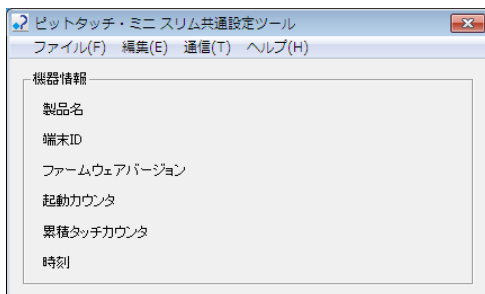 ピットタッチ・ミニ スリム共通設定ツール
ファイル(F) 編集(E) 通信(T) ヘルプ(H)
機器情報
製品名
端末ID
ファームウェアバージョン
起動カウンタ
累積タッチカウンタ
時刻